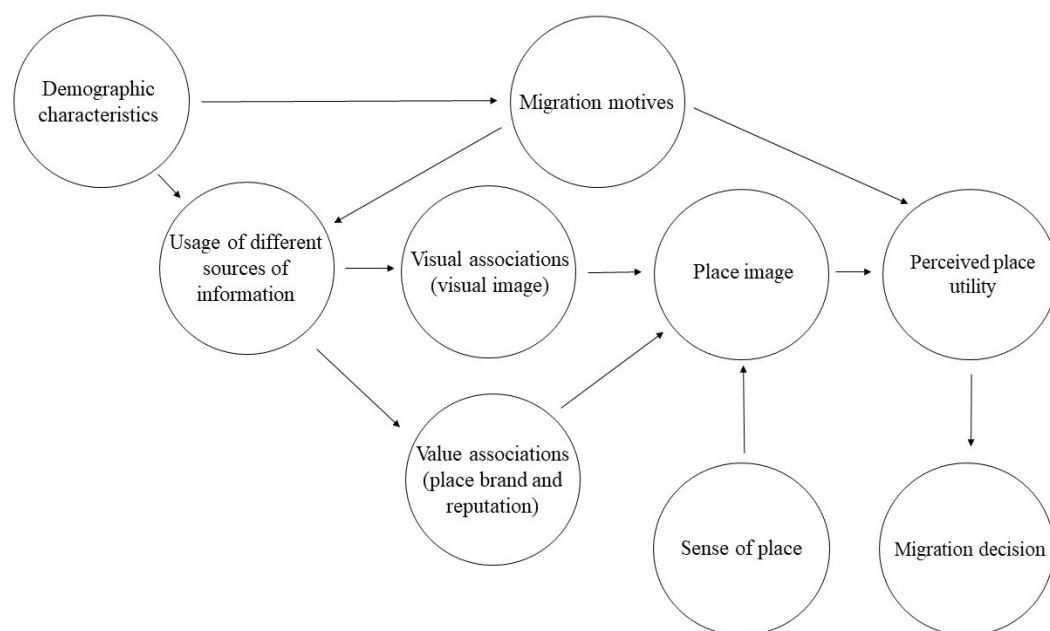 Demographic
characteristics
Migration motives
Usage of different
sources of
information
Visual associations
(visual image)
Place image
Perceived place
utility
Value associations
(place brand and
reputation)
Sense of place
Migration decision